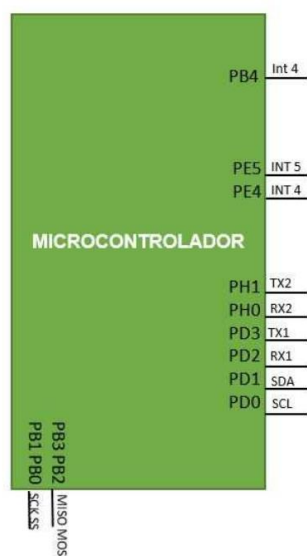 PB4 Int 4
PE5 INT 5
PE4 INT 4
MICROCONTROLADOR
PH1 TX2
PH0 RX2
PD3 TX1
PD2 RX1
PD1 SDA
PD0 SCL
PB3 PB2 MISO MOS
PB1 PB0 SCK SS